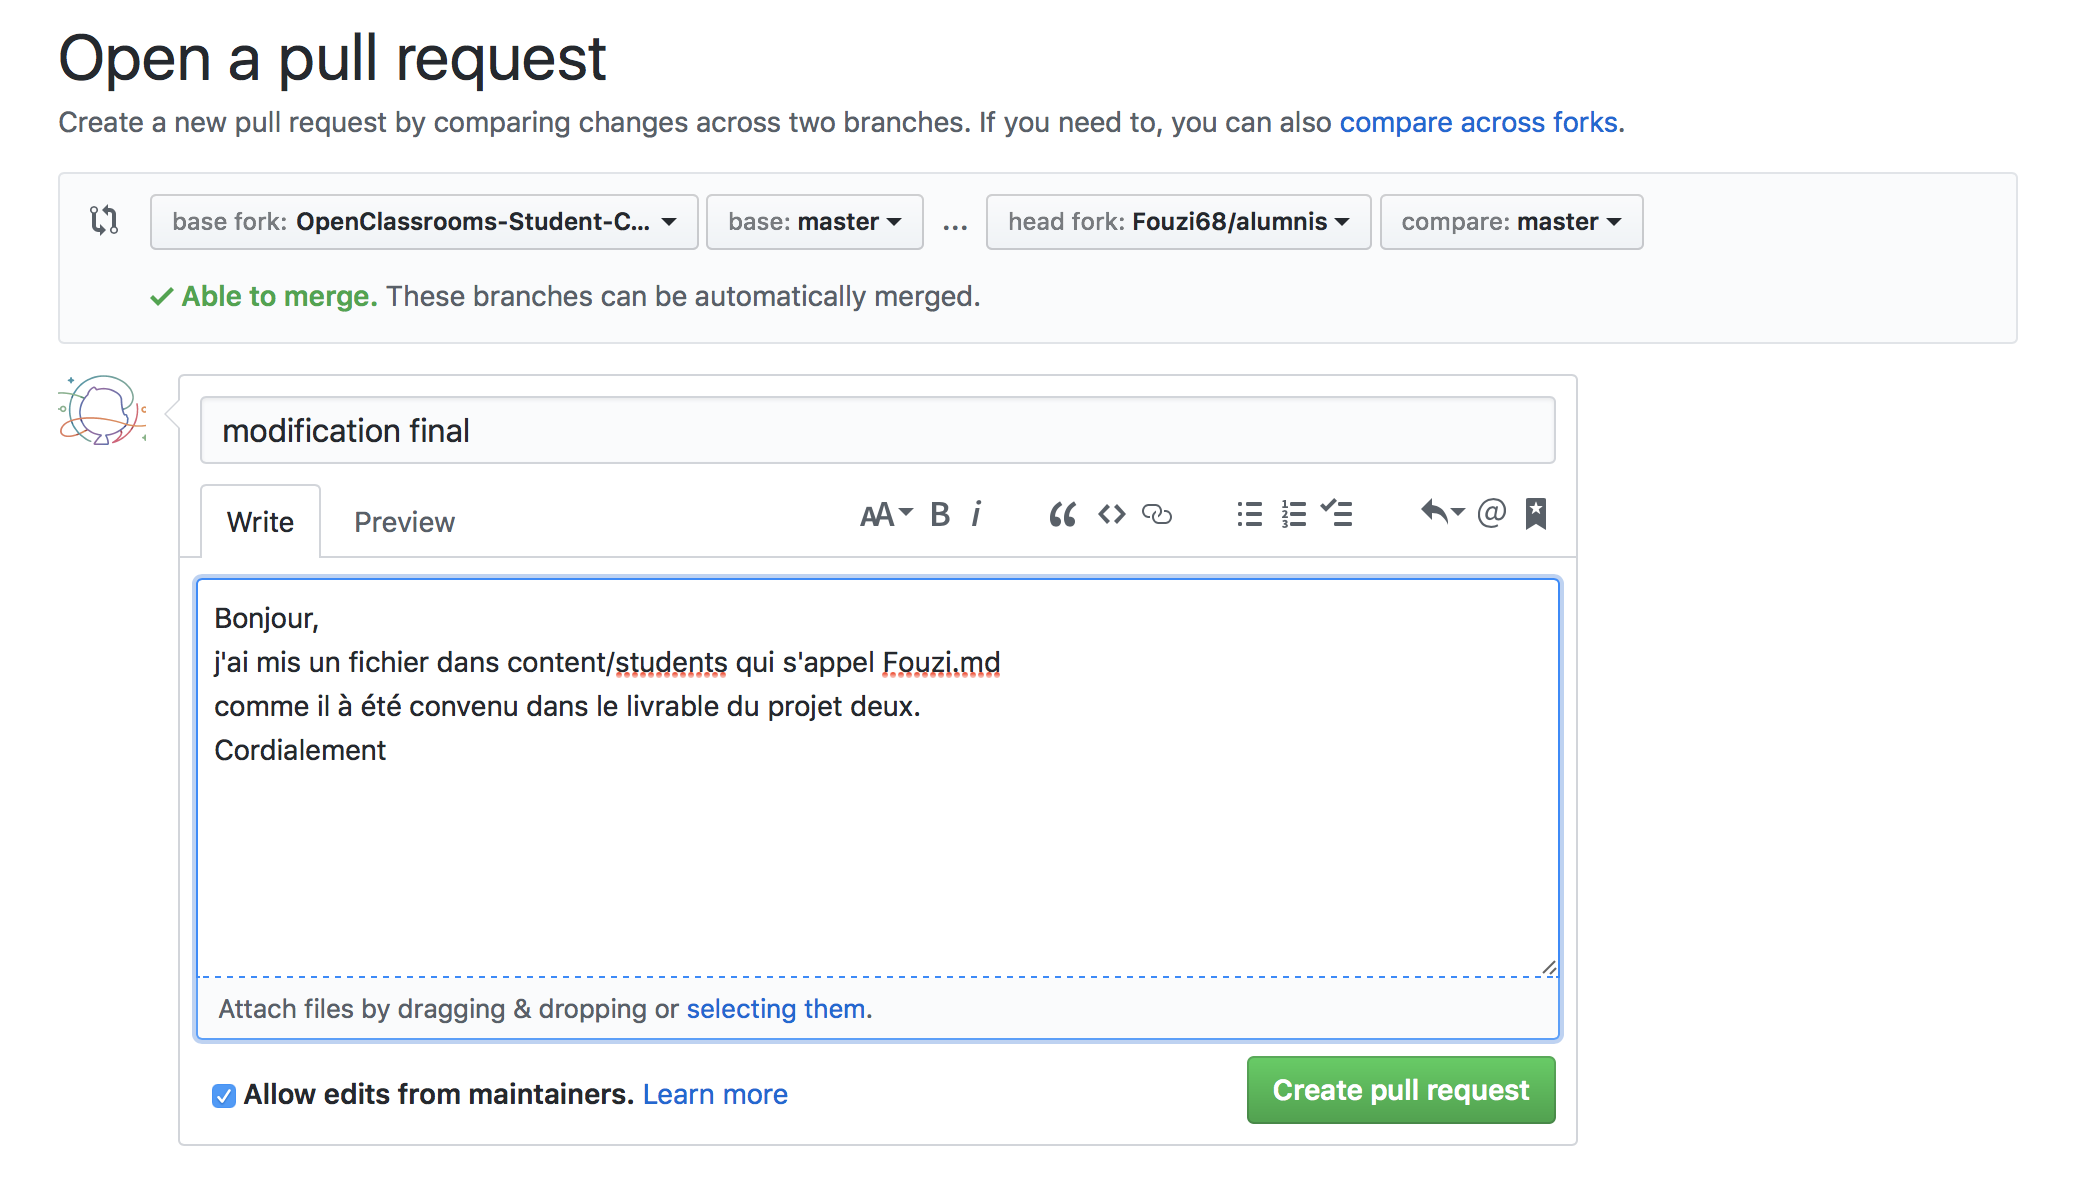 Open a pull request
Create a new pull request by comparing changes across two branches. If you need to, you can also compare across forks.
base fork: OpenClassrooms-Student-C... base: master ... head fork: Fouzi68/alumnis compare: master
Able to merge. These branches can be automatically merged.
modification final
Write Preview AA B i @
Bonjour,
j'ai mis un fichier dans content/students qui s'appel Fouzi.md
comme il à été convenu dans le livrable du projet deux.
Cordialement
Attach files by dragging & dropping or selecting them.
Allow edits from maintainers. Learn more Create pull request